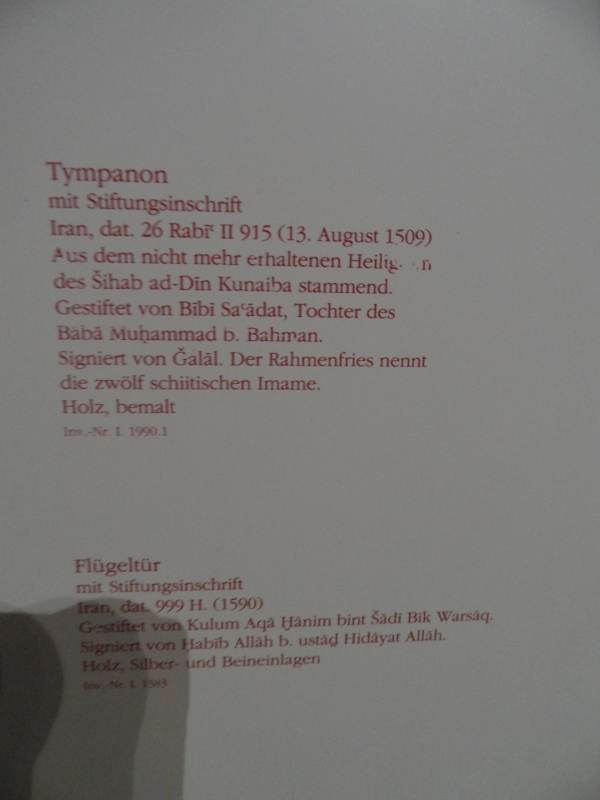 Tympanon
mit Stiftungsinschrift
Iran, dat. 26 Rabīʿ II 915 (13. August 1509)
Aus dem nicht mehr erhaltenen
des Šihab ad-Dīn Kunaiba stammend.
Gestiftet von Bībī Saʿādat, Tochter des
Bābā Muḥammad b. Bahman.
Signiert von Ǧalāl. Der Rahmenfries nennt
die zwölf schiitischen Imame.
Holz, bemalt
Inv.-Nr. I. 1990.1
Flügeltür
mit Stiftungsinschrift
Iran, dat. 999 H. (1590)
Gestiftet von Kulum Aqā Ḫānim bint Šādī Bīk Warsāq.
Signiert von Ḥabīb Allāh b. ustāḏ Hidāyat Allāh.
Holz, Silber- und Beineinlagen
Inv.-Nr. I.